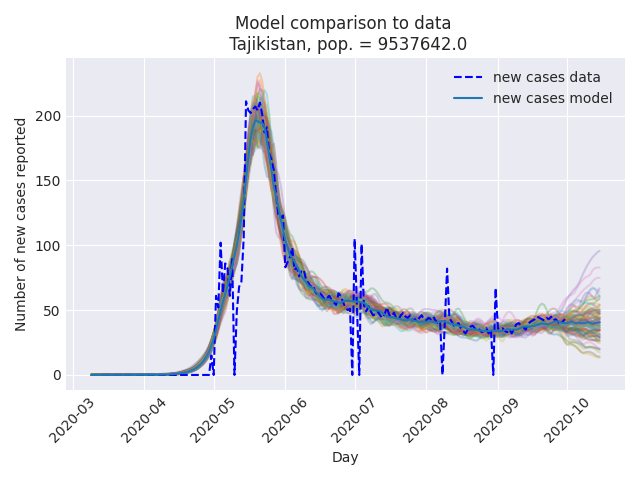 Model comparison to data
Tajikistan, pop. = 9537642.0
new cases data
new cases model
Number of new cases reported
200
150
100
50
0
2020-03
2020-04
2020-05
2020-06
2020-07
2020-08
2020-09
2020-10
Day